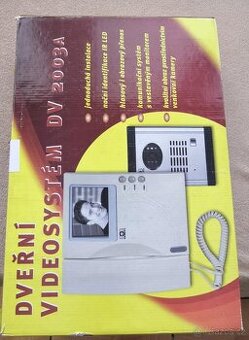 DVEŘNÍ
VIDEOSYSTÉM DV 2003A
jednoduchá instalace
noční identifikace IR LED
hlasový i obrazový přenos
komunikační systém
s vestavěným monitorem
kvalitní obraz prostřednictvím
venkovní kamery